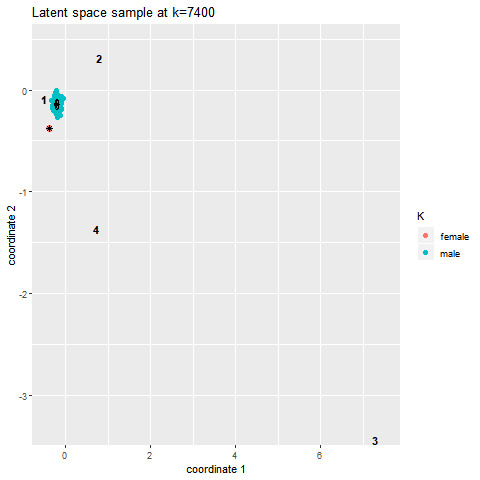 Latent space sample at k=7400
2
0
1
-1
4
coordinate 2
-2
-3
3
0
2
4
6
coordinate 1
K
female
male